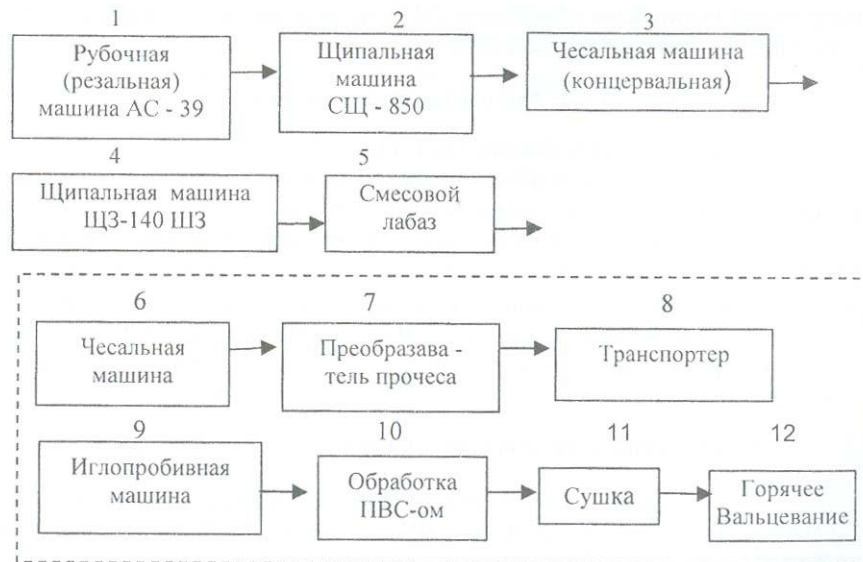 1
Рубочная
(резальная)
машина АС - 39
2
Щипальная
машина
СЩ - 850
3
Чесальная машина
(концервальная)
4
Щипальная машина
ЩЗ-140 ШЗ
5
Смесовой
лабаз
6
Чесальная
машина
7
Преобразава -
тель прочеса
8
Транспортер
9
Иглопробивная
машина
10
Обработка
ПВС-ом
11
Сушка
12
Горячее
Вальцевание